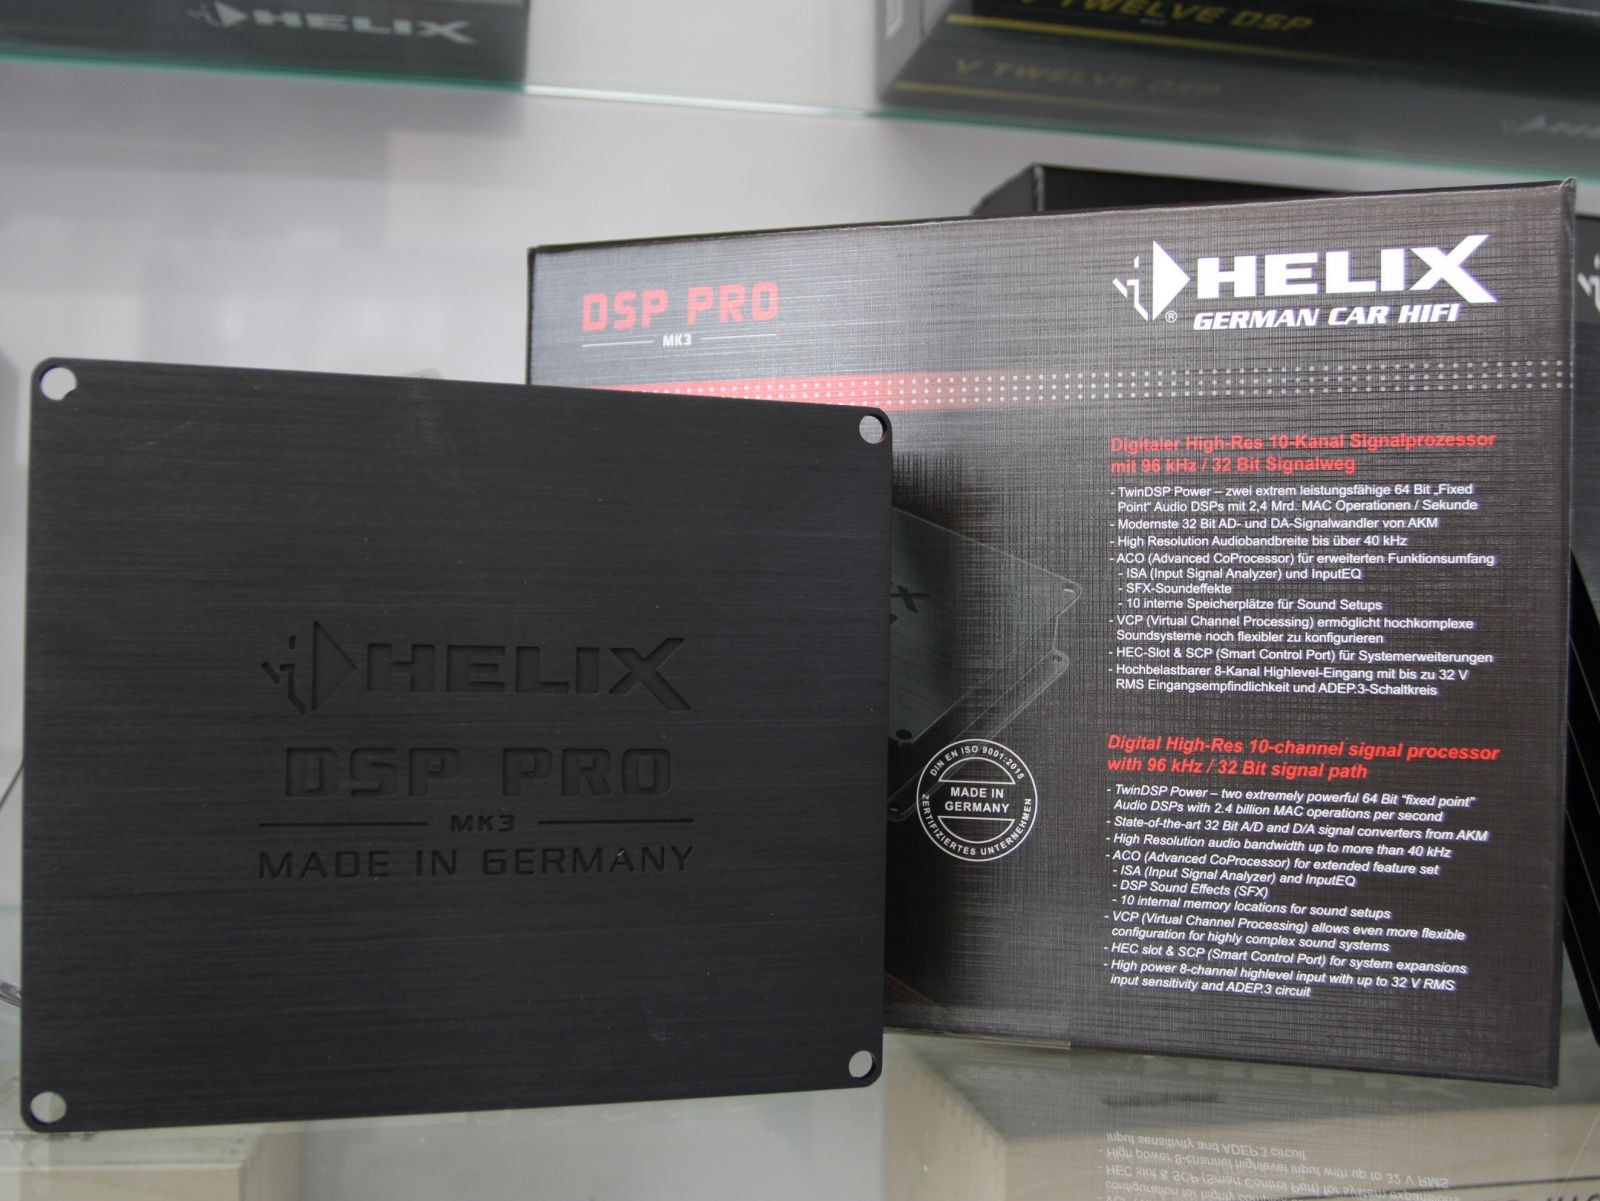 HELIX
V TWELVE DSP
V TWELVE DSP
DSP PRO
MK3
HELIX
®
GERMAN CAR HIFI
Digitaler High-Res 10-Kanal Signalprozessor
mit 96 kHz / 32 Bit Signalweg
- TwinDSP Power – zwei extrem leistungsfähige 64 Bit „Fixed
Point“ Audio DSPs mit 2,4 Mrd. MAC Operationen / Sekunde
- Modernste 32 Bit AD- und DA-Signalwandler von AKM
- High Resolution Audiobandbreite bis über 40 kHz
- ACO (Advanced CoProcessor) für erweiterten Funktionsumfang
- ISA (Input Signal Analyzer) und InputEQ
- SFX-Soundeffekte
- 10 interne Speicherplätze für Sound Setups
- VCP (Virtual Channel Processing) ermöglicht hochkomplexe
Soundsysteme noch flexibler zu konfigurieren
- HEC-Slot & SCP (Smart Control Port) für Systemerweiterungen
- Hochbelastbarer 8-Kanal Highlevel-Eingang mit bis zu 32 V
RMS Eingangsempfindlichkeit und ADEP.3-Schaltkreis
Digital High-Res 10-channel signal processor
with 96 kHz / 32 Bit signal path
- TwinDSP Power – two extremely powerful 64 Bit “fixed point”
Audio DSPs with 2.4 billion MAC operations per second
- State-of-the-art 32 Bit A/D and D/A signal converters from AKM
- High Resolution audio bandwidth up to more than 40 kHz
- ACO (Advanced CoProcessor) for extended feature set
- ISA (Input Signal Analyzer) and InputEQ
- DSP Sound Effects (SFX)
- 10 internal memory locations for sound setups
- VCP (Virtual Channel Processing) allows even more flexible
configuration for highly complex sound systems
- HEC slot & SCP (Smart Control Port) for system expansions
- High power 8-channel highlevel input with up to 32 V RMS
input sensitivity and ADEP.3 circuit
DIN EN ISO 9001:2015
MADE IN
GERMANY
ZERTIFIZIERTES UNTERNEHMEN
HELIX
DSP PRO
MK3
MADE IN GERMANY